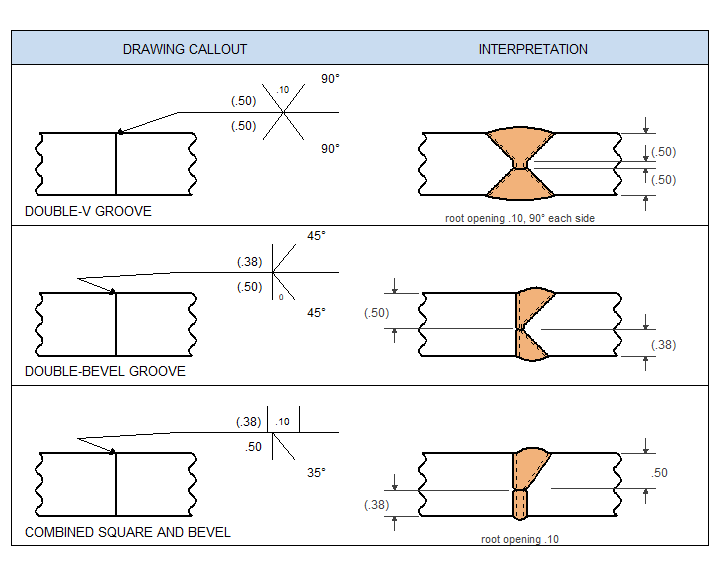 DRAWING CALLOUT
INTERPRETATION
90°
.10
(.50)
(.50)
90°
(.50)
(.50)
DOUBLE-V GROOVE
root opening .10, 90° each side
45°
(.38)
(.50)
0
45°
(.50)
(.38)
DOUBLE-BEVEL GROOVE
(.38)
.10
.50
35°
.50
(.38)
COMBINED SQUARE AND BEVEL
root opening .10